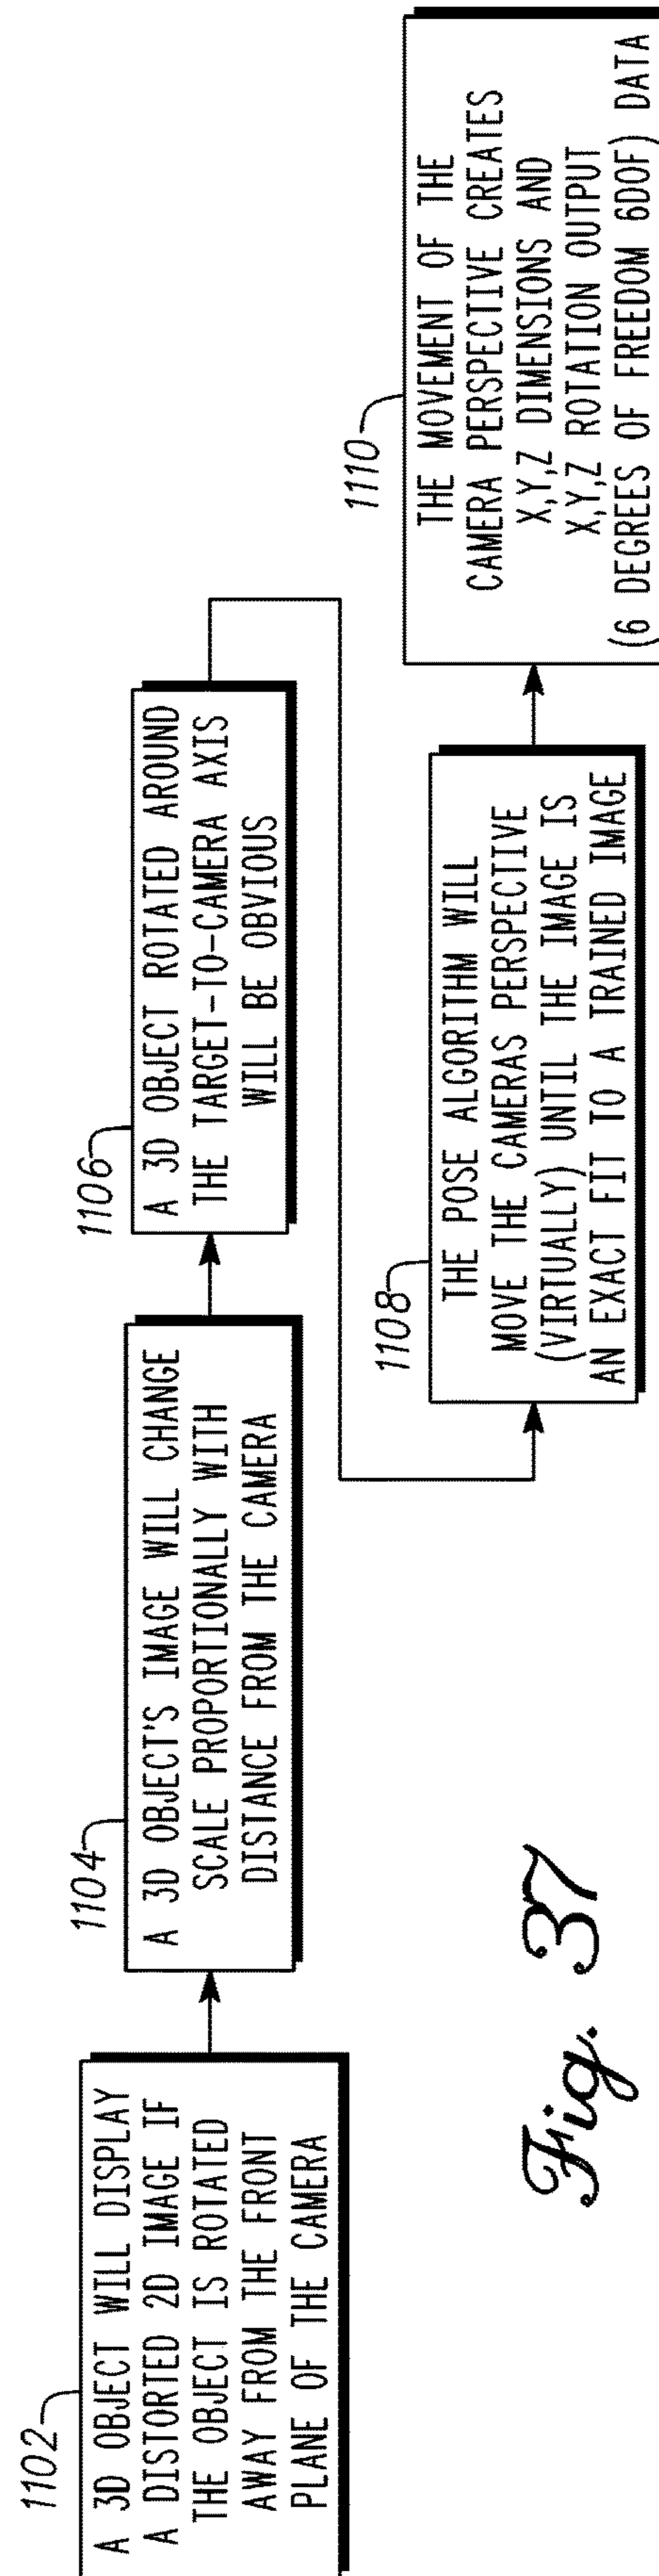 1102
A 3D OBJECT WILL DISPLAY
A DISTORTED 2D IMAGE IF
THE OBJECT IS ROTATED
AWAY FROM THE FRONT
PLANE OF THE CAMERA
1104
A 3D OBJECT'S IMAGE WILL CHANGE
SCALE PROPORTIONALLY WITH
DISTANCE FROM THE CAMERA
1106
A 3D OBJECT ROTATED AROUND
THE TARGET-TO-CAMERA AXIS
WILL BE OBVIOUS
1108
THE POSE ALGORITHM WILL
MOVE THE CAMERAS PERSPECTIVE
(VIRTUALLY) UNTIL THE IMAGE IS
AN EXACT FIT TO A TRAINED IMAGE
1110
THE MOVEMENT OF THE
CAMERA PERSPECTIVE CREATES
X,Y,Z DIMENSIONS AND
X,Y,Z ROTATION OUTPUT
(6 DEGREES OF FREEDOM 6DOF) DATA
Fig. 37